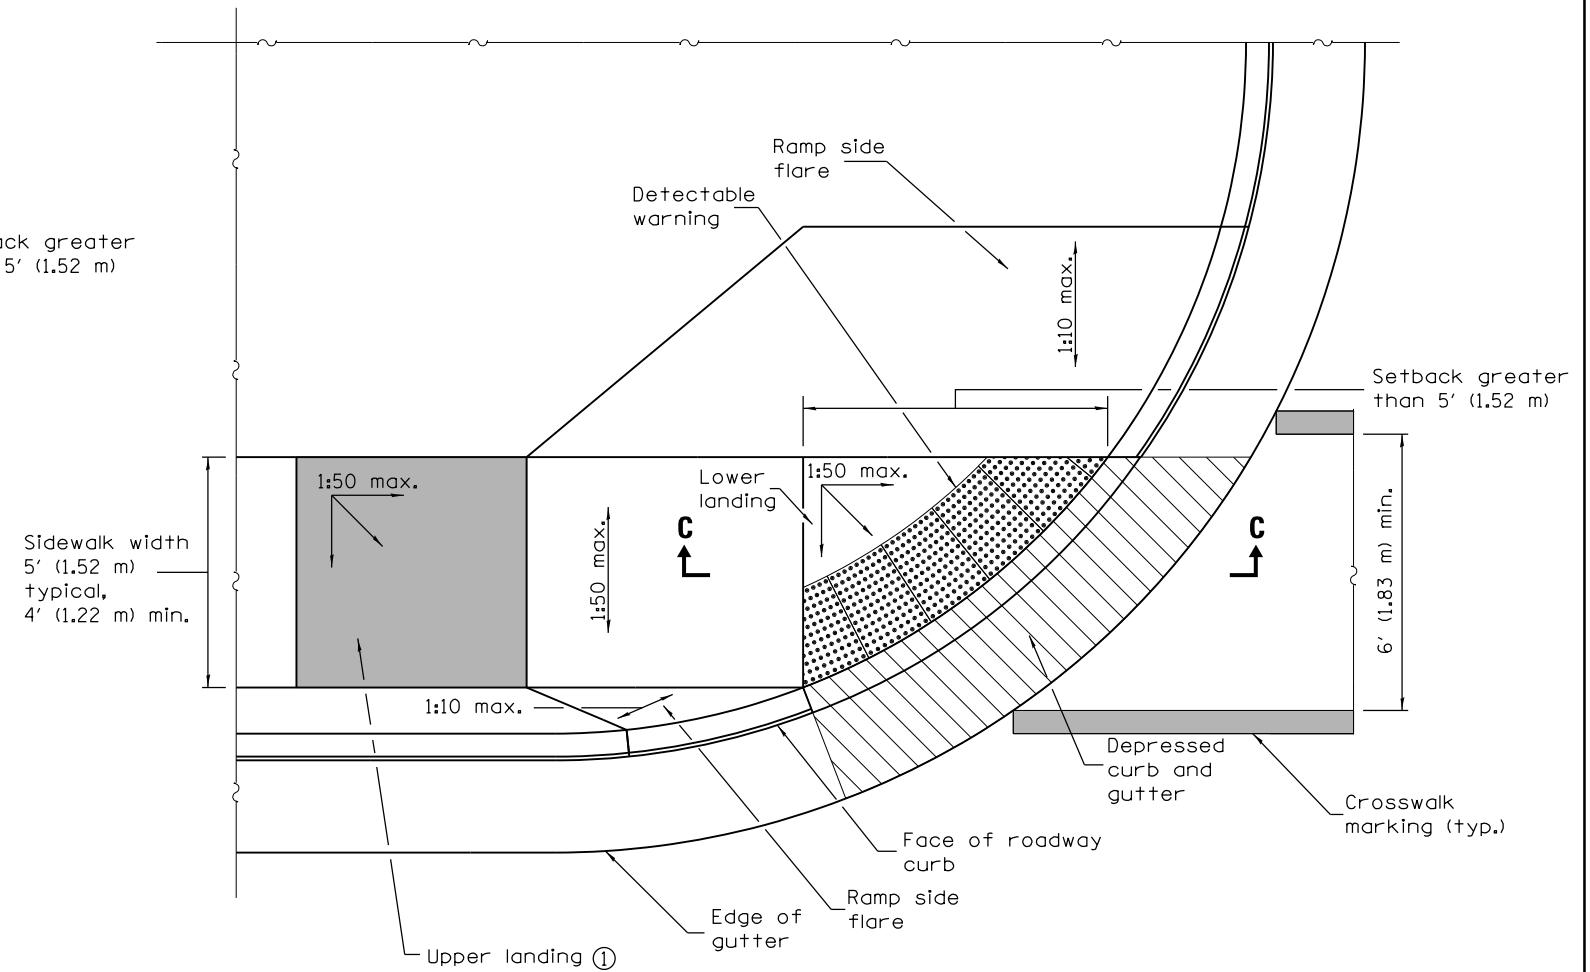 Ramp side
flare
Detectable
warning
ack greater
5' (1.52 m)
1:10 max.
Setback greater
than 5' (1.52 m)
1:50 max.
Lower
landing
1:50 max.
C
C
1:50 max.
Sidewalk width
5' (1.52 m)
typical,
4' (1.22 m) min.
6' (1.83 m) min.
1:10 max.
Depressed
curb and
gutter
Crosswalk
marking (typ.)
Face of roadway
curb
Ramp side
flare
Edge of
gutter
Upper landing 1